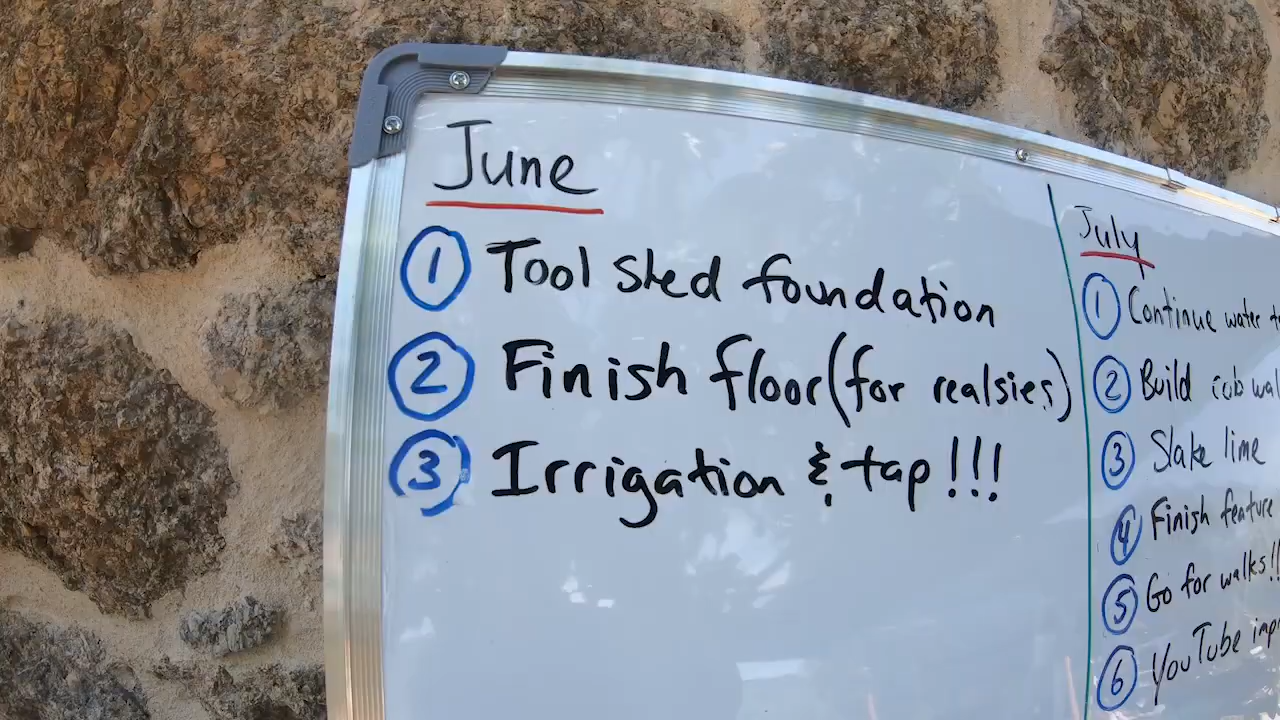 June
1 Tool shed foundation
2 Finish floor (for realsies)
3 Irrigation & tap!!!
July
1 Continue water
2 Build cob
3 Slake lime
4 Finish feature
5 Go for walks!!
6 YouTube